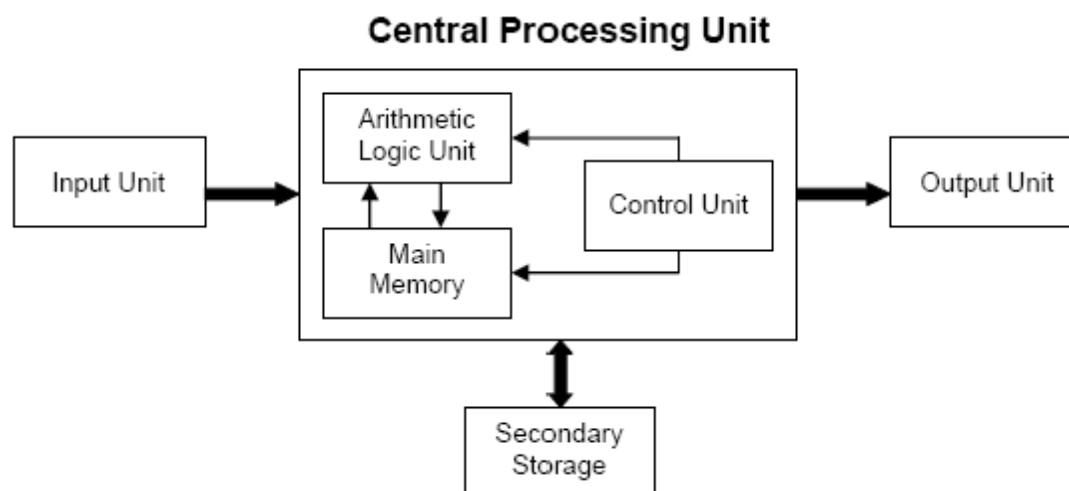 Central Processing Unit
Arithmetic
Logic Unit
Input Unit
Control Unit
Output Unit
Main
Memory
Secondary
Storage